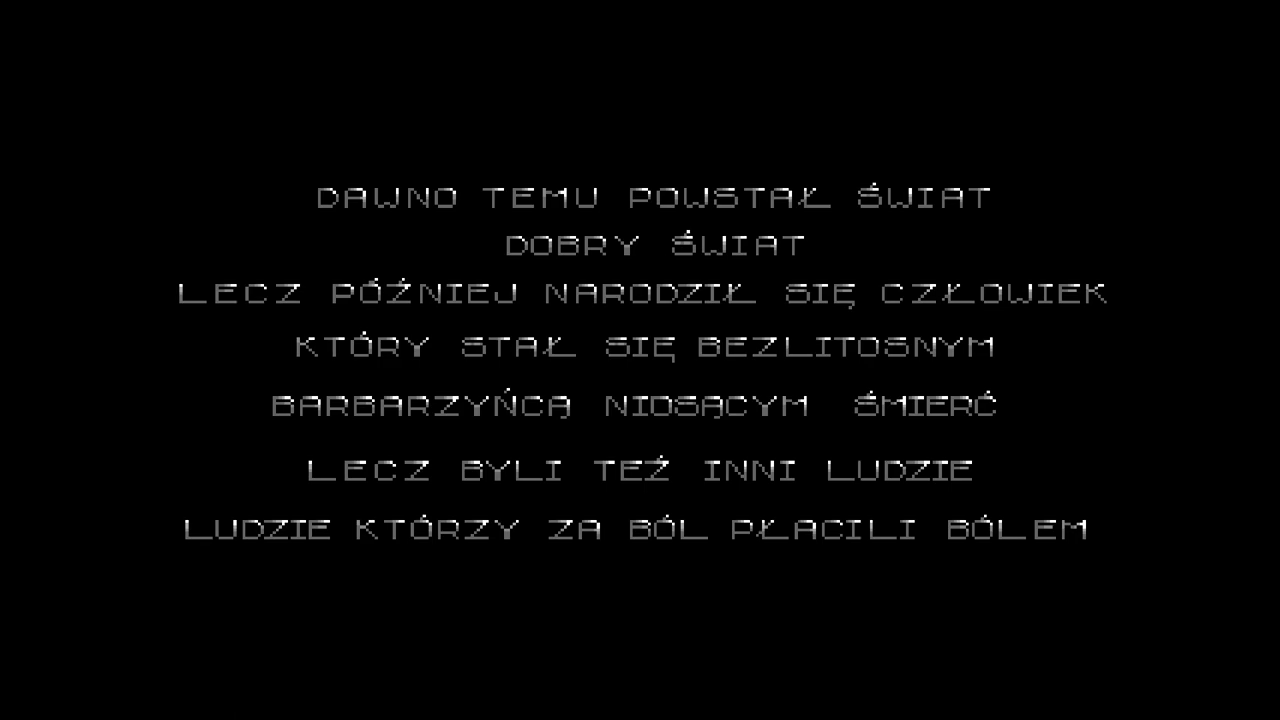 DAWNO TEMU POWSTAŁ ŚWIAT
DOBRY ŚWIAT
LECZ PÓŹNIEJ NARODZIŁ SIĘ CZŁOWIEK
KTÓRY STAŁ SIĘ BEZLITOSNYM
BARBARZYŃCĄ NIOSĄCYM ŚMIERĆ
LECZ BYLI TEŻ INNI LUDZIE
LUDZIE KTÓRZY ZA BÓL PŁACILI BÓLEM